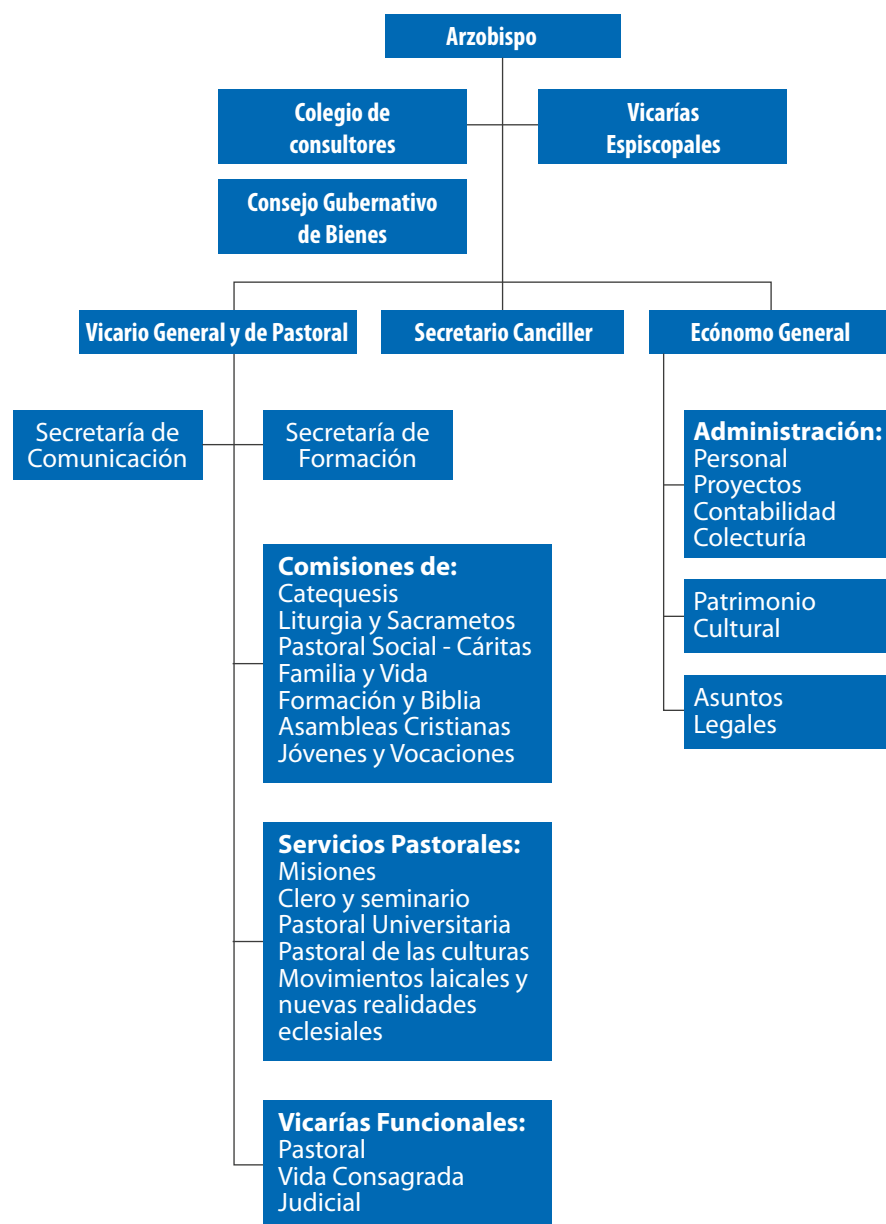 Arzobispo
Colegio de
consultores
Vicarías
Espiscopales
Consejo Gubernativo
de Bienes
Vicario General y de Pastoral
Secretario Canciller
Ecónomo General
Secretaría de
Comunicación
Secretaría de
Formación
Administración:
Personal
Proyectos
Contabilidad
Colecturía
Patrimonio
Cultural
Asuntos
Legales
Comisiones de:
Catequesis
Liturgia y Sacrametos
Pastoral Social - Cáritas
Familia y Vida
Formación y Biblia
Asambleas Cristianas
Jóvenes y Vocaciones
Servicios Pastorales:
Misiones
Clero y seminario
Pastoral Universitaria
Pastoral de las culturas
Movimientos laicales y
nuevas realidades
eclesiales
Vicarías Funcionales:
Pastoral
Vida Consagrada
Judicial